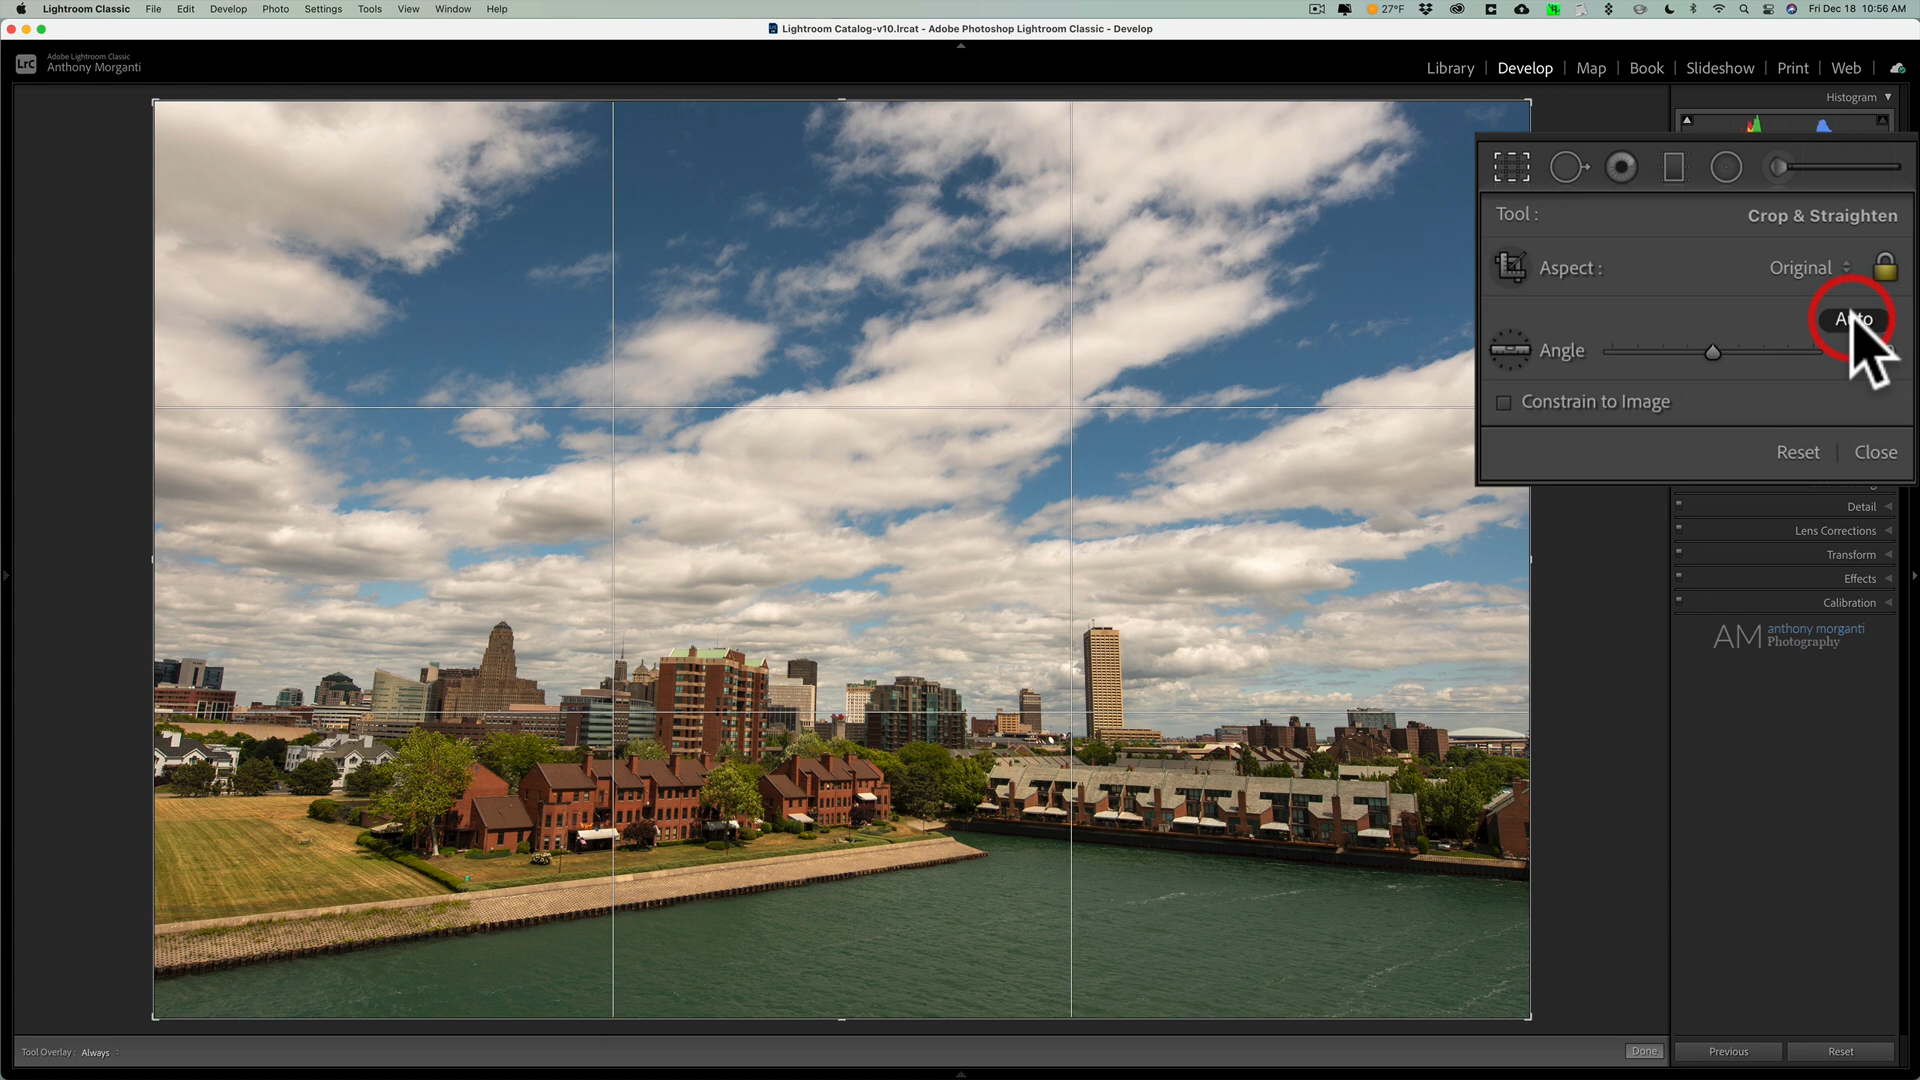 Lightroom Classic File Edit Develop Photo Settings Tools View Window Help 27°F Fri Dec 18 10:56 AM
Lightroom Catalog-v10.lrcat - Adobe Photoshop Lightroom Classic - Develop
LrC
Adobe Lightroom Classic
Anthony Morganti
Library | Develop | Map | Book | Slideshow | Print | Web |
Histogram
Tool : Crop & Straighten
Aspect : Original
Auto
Angle
Constrain to Image
Reset Close
Detail
Lens Corrections
Transform
Effects
Calibration
AM anthony morganti
Photography
Tool Overlay : Always
Done
Previous Reset